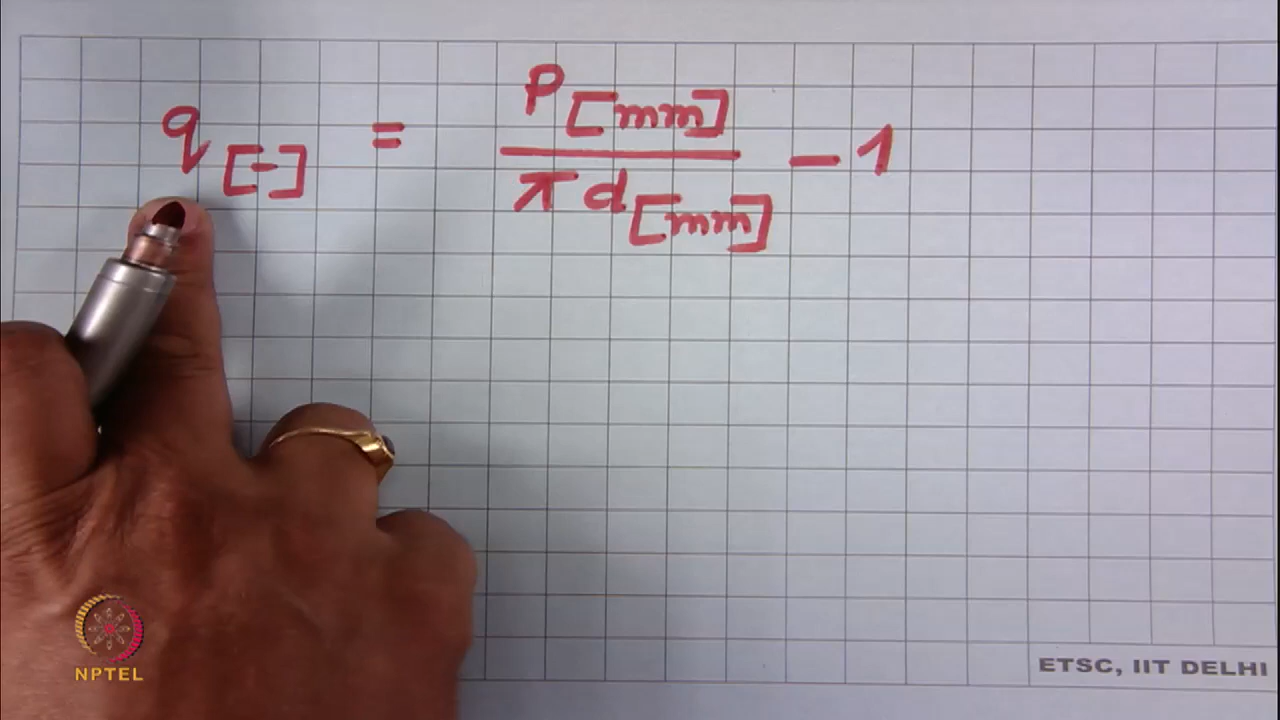 q[-] = P[mm] / πd[mm] - 1
NPTEL
ETSC, IIT DELHI